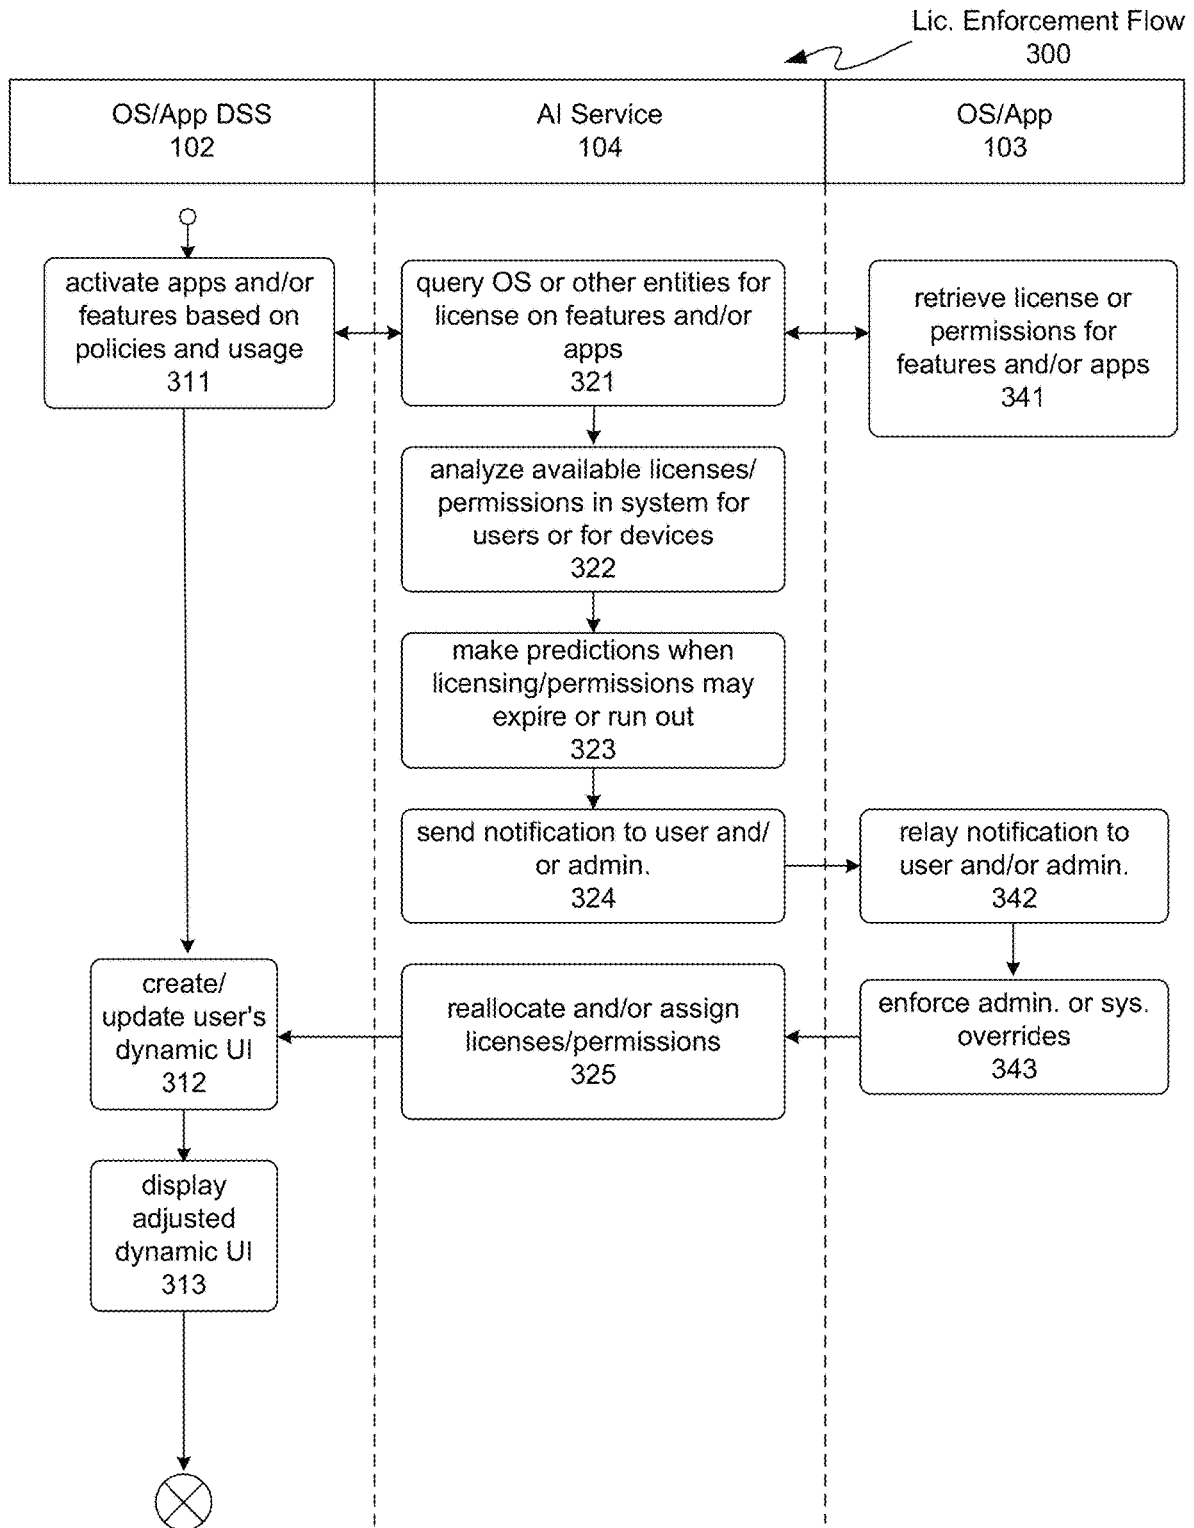 Lic. Enforcement Flow
300
OS/App DSS
102
AI Service
104
OS/App
103
activate apps and/or
features based on
policies and usage
311
query OS or other entities for
license on features and/or
apps
321
retrieve license or
permissions for
features and/or apps
341
analyze available licenses/
permissions in system for
users or for devices
322
make predictions when
licensing/permissions may
expire or run out
323
send notification to user and/
or admin.
324
relay notification to
user and/or admin.
342
create/
update user's
dynamic UI
312
reallocate and/or assign
licenses/permissions
325
enforce admin. or sys.
overrides
343
display
adjusted
dynamic UI
313